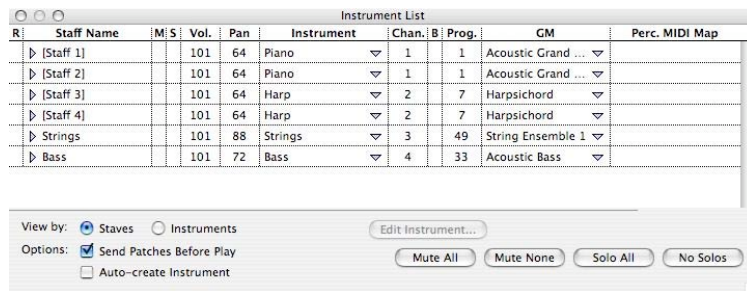 Instrument List
R Staff Name M S Vol. Pan Instrument Chan. B Prog. GM Perc. MIDI Map
[Staff 1] 101 64 Piano 1 1 Acoustic Grand ...
[Staff 2] 101 64 Piano 1 1 Acoustic Grand ...
[Staff 3] 101 64 Harp 2 7 Harpsichord
[Staff 4] 101 64 Harp 2 7 Harpsichord
Strings 101 88 Strings 3 49 String Ensemble 1
Bass 101 72 Bass 4 33 Acoustic Bass
View by: Staves Instruments Edit Instrument...
Options: Send Patches Before Play Mute All Mute None Solo All No Solos
Auto-create Instrument